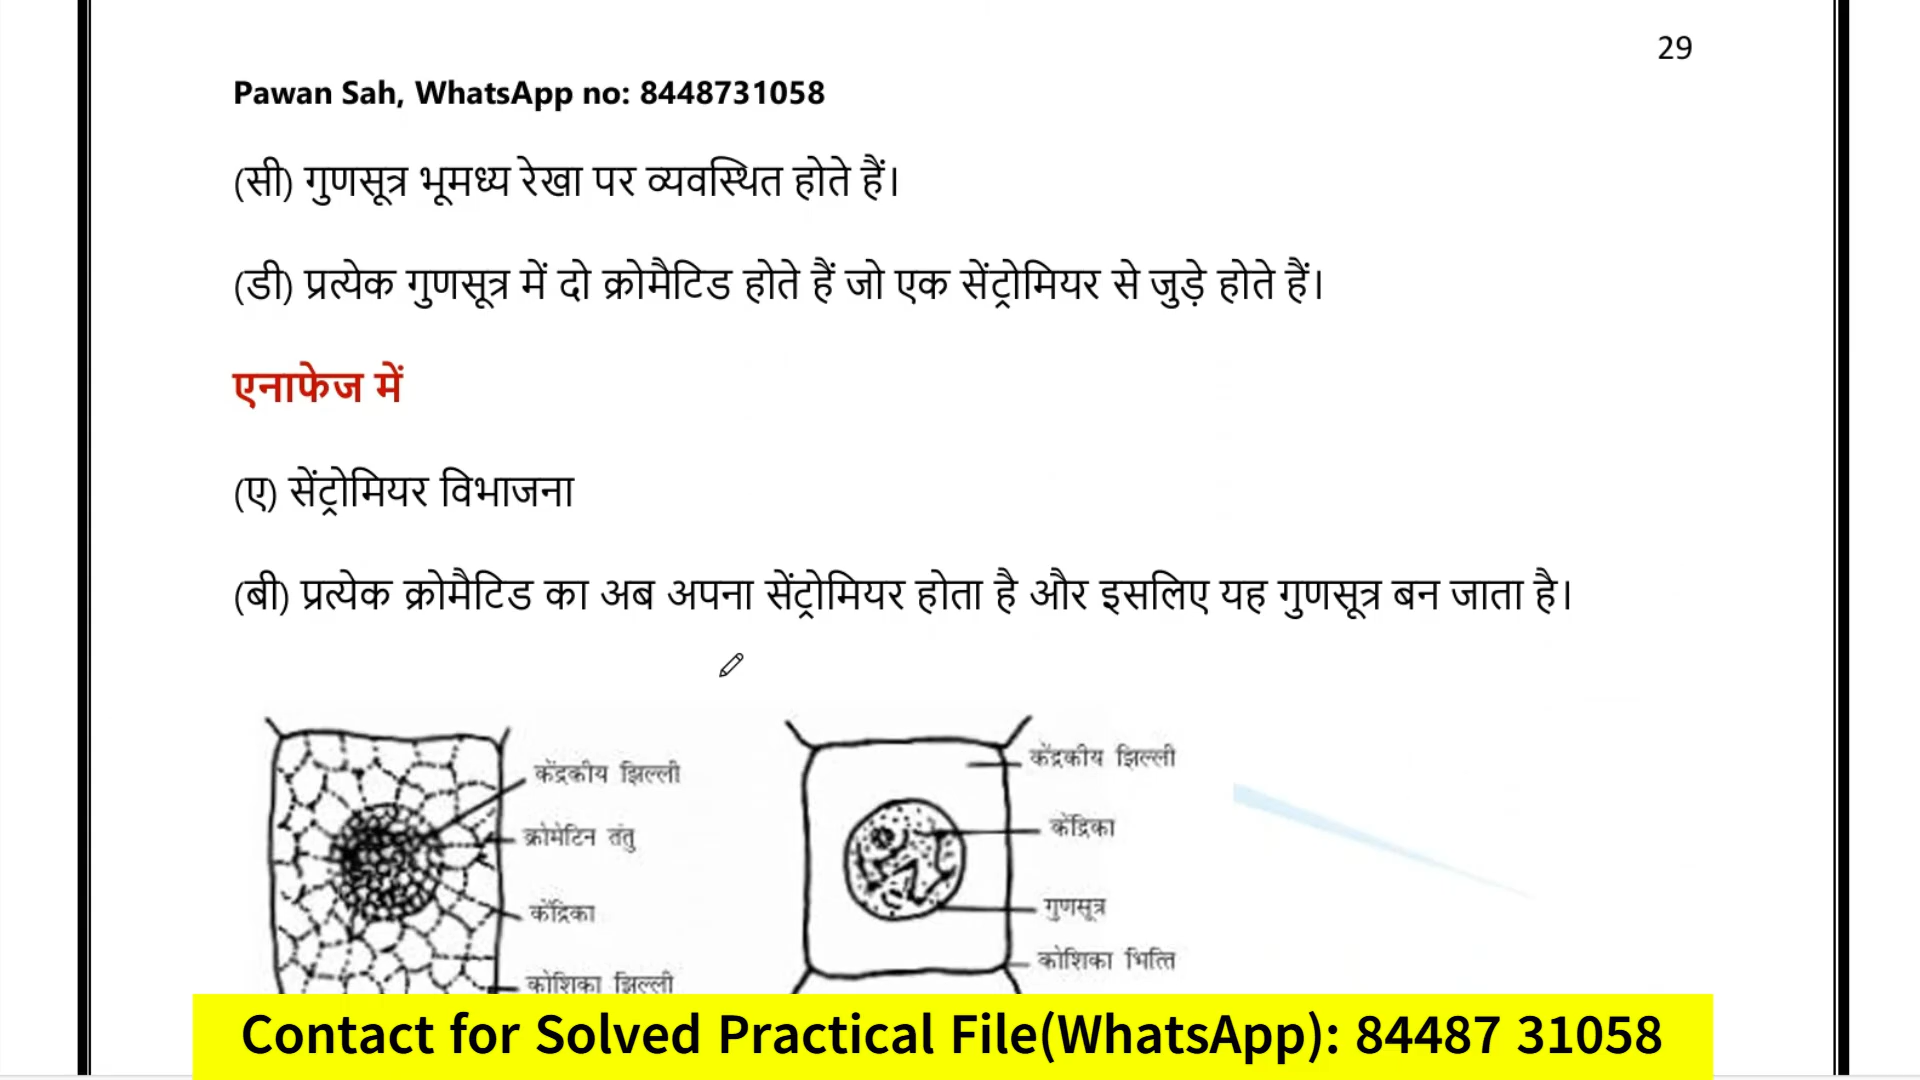 29
Pawan Sah, WhatsApp no: 8448731058
(सी) गुणसूत्र भूमध्य रेखा पर व्यवस्थित होते हैं।
(डी) प्रत्येक गुणसूत्र में दो क्रोमैटिड होते हैं जो एक सेंट्रोमियर से जुड़े होते हैं।
एनाफेज में
(ए) सेंट्रोमियर विभाजना
(बी) प्रत्येक क्रोमैटिड का अब अपना सेंट्रोमियर होता है और इसलिए यह गुणसूत्र बन जाता है।
केंद्रकीय झिल्ली
क्रोमेटिन तंतु
केंद्रिका
कोशिका झिल्ली
केंद्रकीय झिल्ली
केंद्रिका
गुणसूत्र
कोशिका भित्ति
Contact for Solved Practical File(WhatsApp): 84487 31058